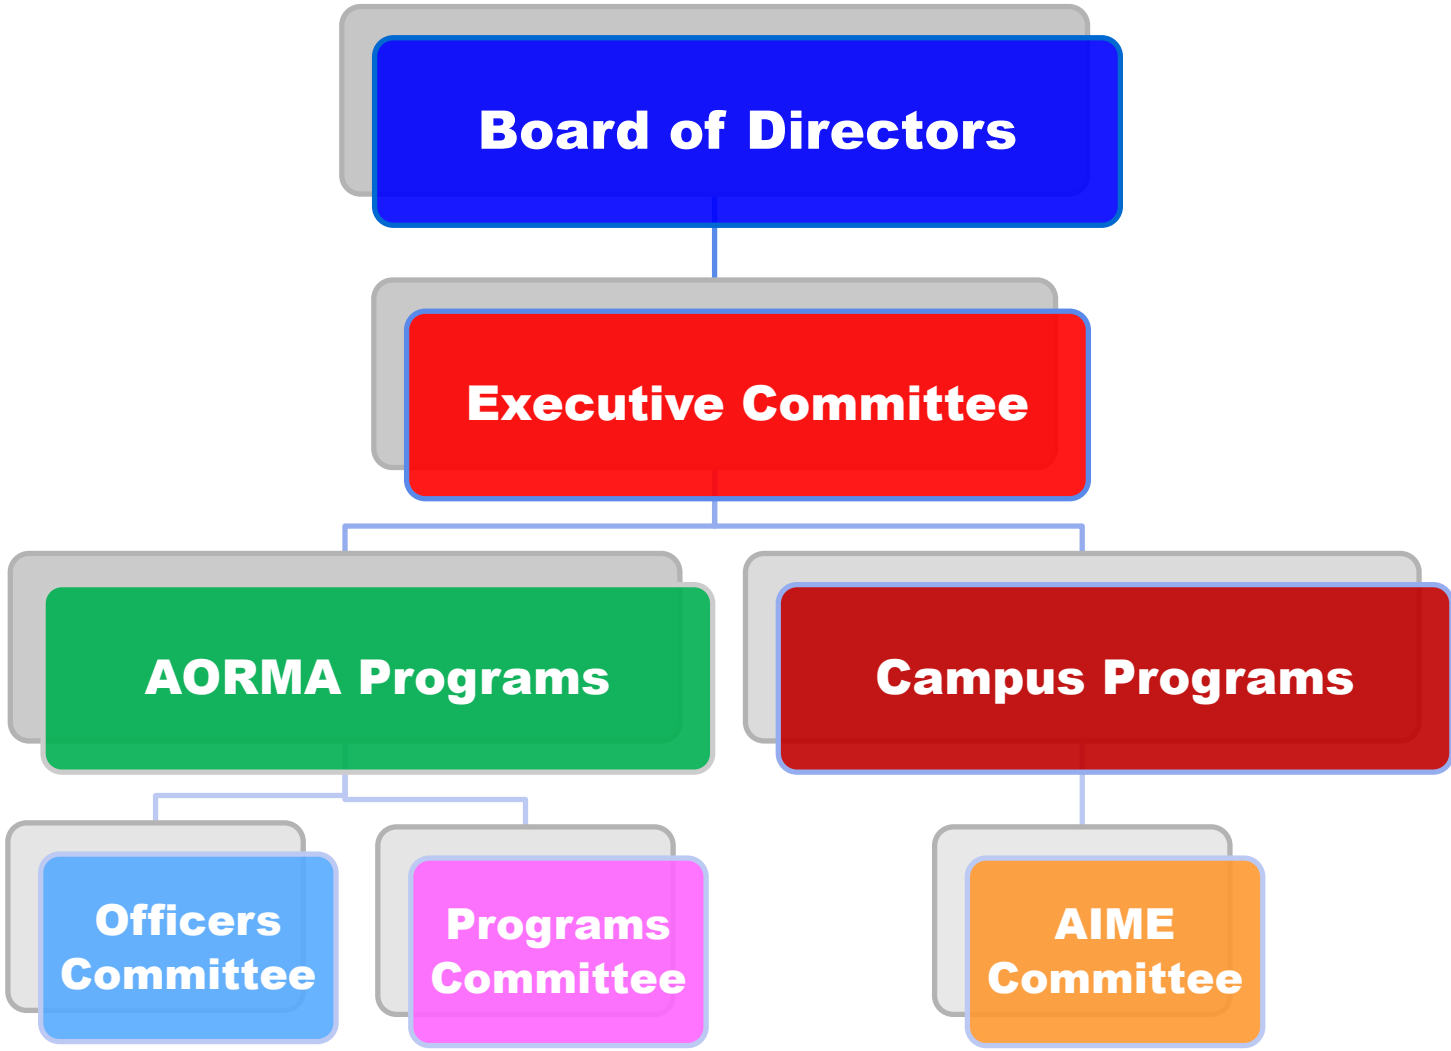 Board of Directors
Executive Committee
AORMA Programs
Campus Programs
Officers
Committee
Programs
Committee
AIME
Committee